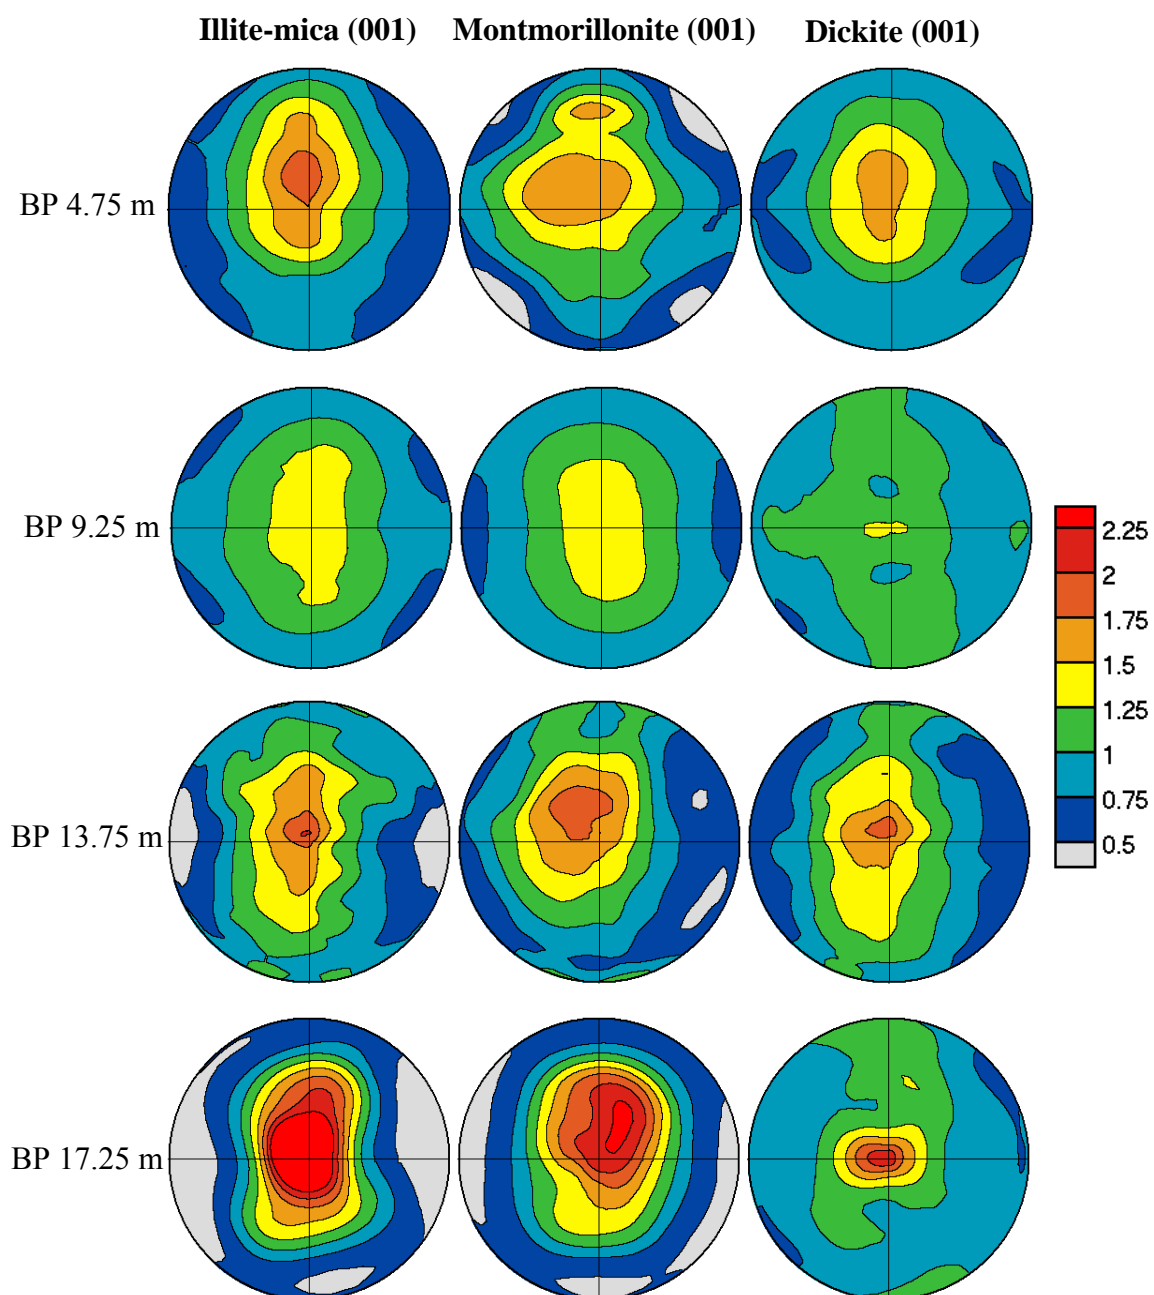 Illite-mica (001) Montmorillonite (001) Dickite (001)
BP 4.75 m
BP 9.25 m
2.25
2
1.75
1.5
1.25
1
0.75
0.5
BP 13.75 m
BP 17.25 m